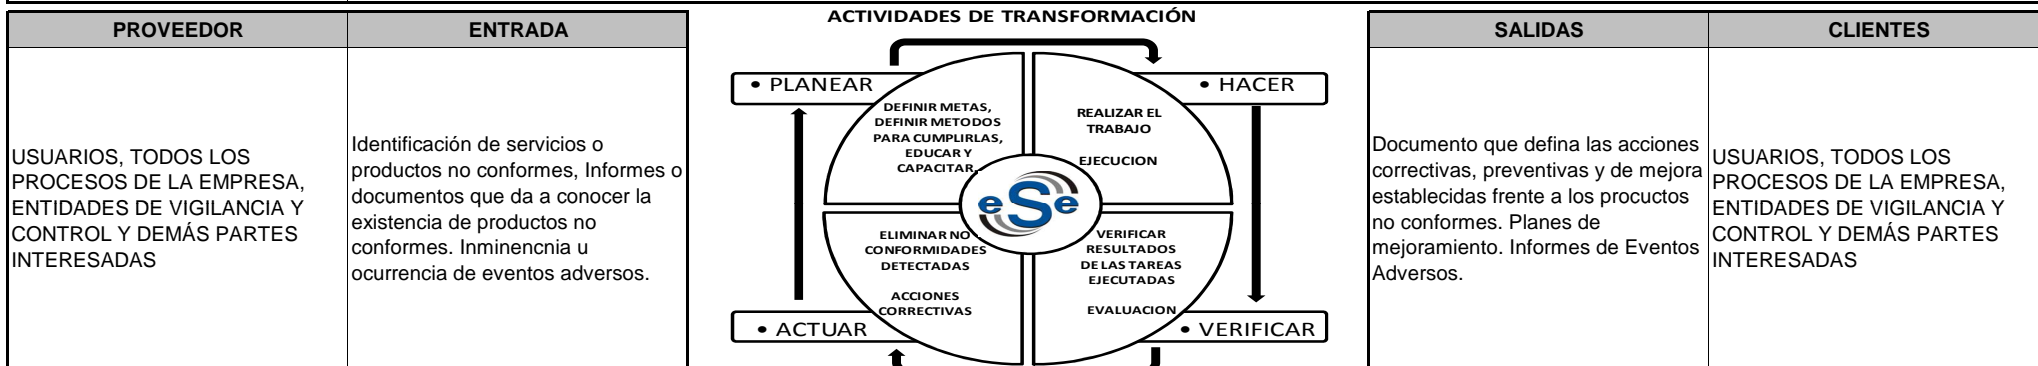 PROVEEDOR
ENTRADA
USUARIOS, TODOS LOS
PROCESOS DE LA EMPRESA,
ENTIDADES DE VIGILANCIA Y
CONTROL Y DEMÁS PARTES
INTERESADAS
Identificación de servicios o
productos no conformes, Informes o
documentos que da a conocer la
existencia de productos no
conformes. Inminencnia u
ocurrencia de eventos adversos.
ACTIVIDADES DE TRANSFORMACIÓN
• PLANEAR
DEFINIR METAS,
DEFINIR METODOS
PARA CUMPLIRLAS,
EDUCAR Y
CAPACITAR,
• HACER
REALIZAR EL
TRABAJO
EJECUCION
eSe
ELIMINAR NO
CONFORMIDADES
DETECTADAS
ACCIONES
CORRECTIVAS
• ACTUAR
VERIFICAR
RESULTADOS
DE LAS TAREAS
EJECUTADAS
EVALUACION
• VERIFICAR
SALIDAS
CLIENTES
Documento que defina las acciones
correctivas, preventivas y de mejora
establecidas frente a los procuctos
no conformes. Planes de
mejoramiento. Informes de Eventos
Adversos.
USUARIOS, TODOS LOS
PROCESOS DE LA EMPRESA,
ENTIDADES DE VIGILANCIA Y
CONTROL Y DEMÁS PARTES
INTERESADAS